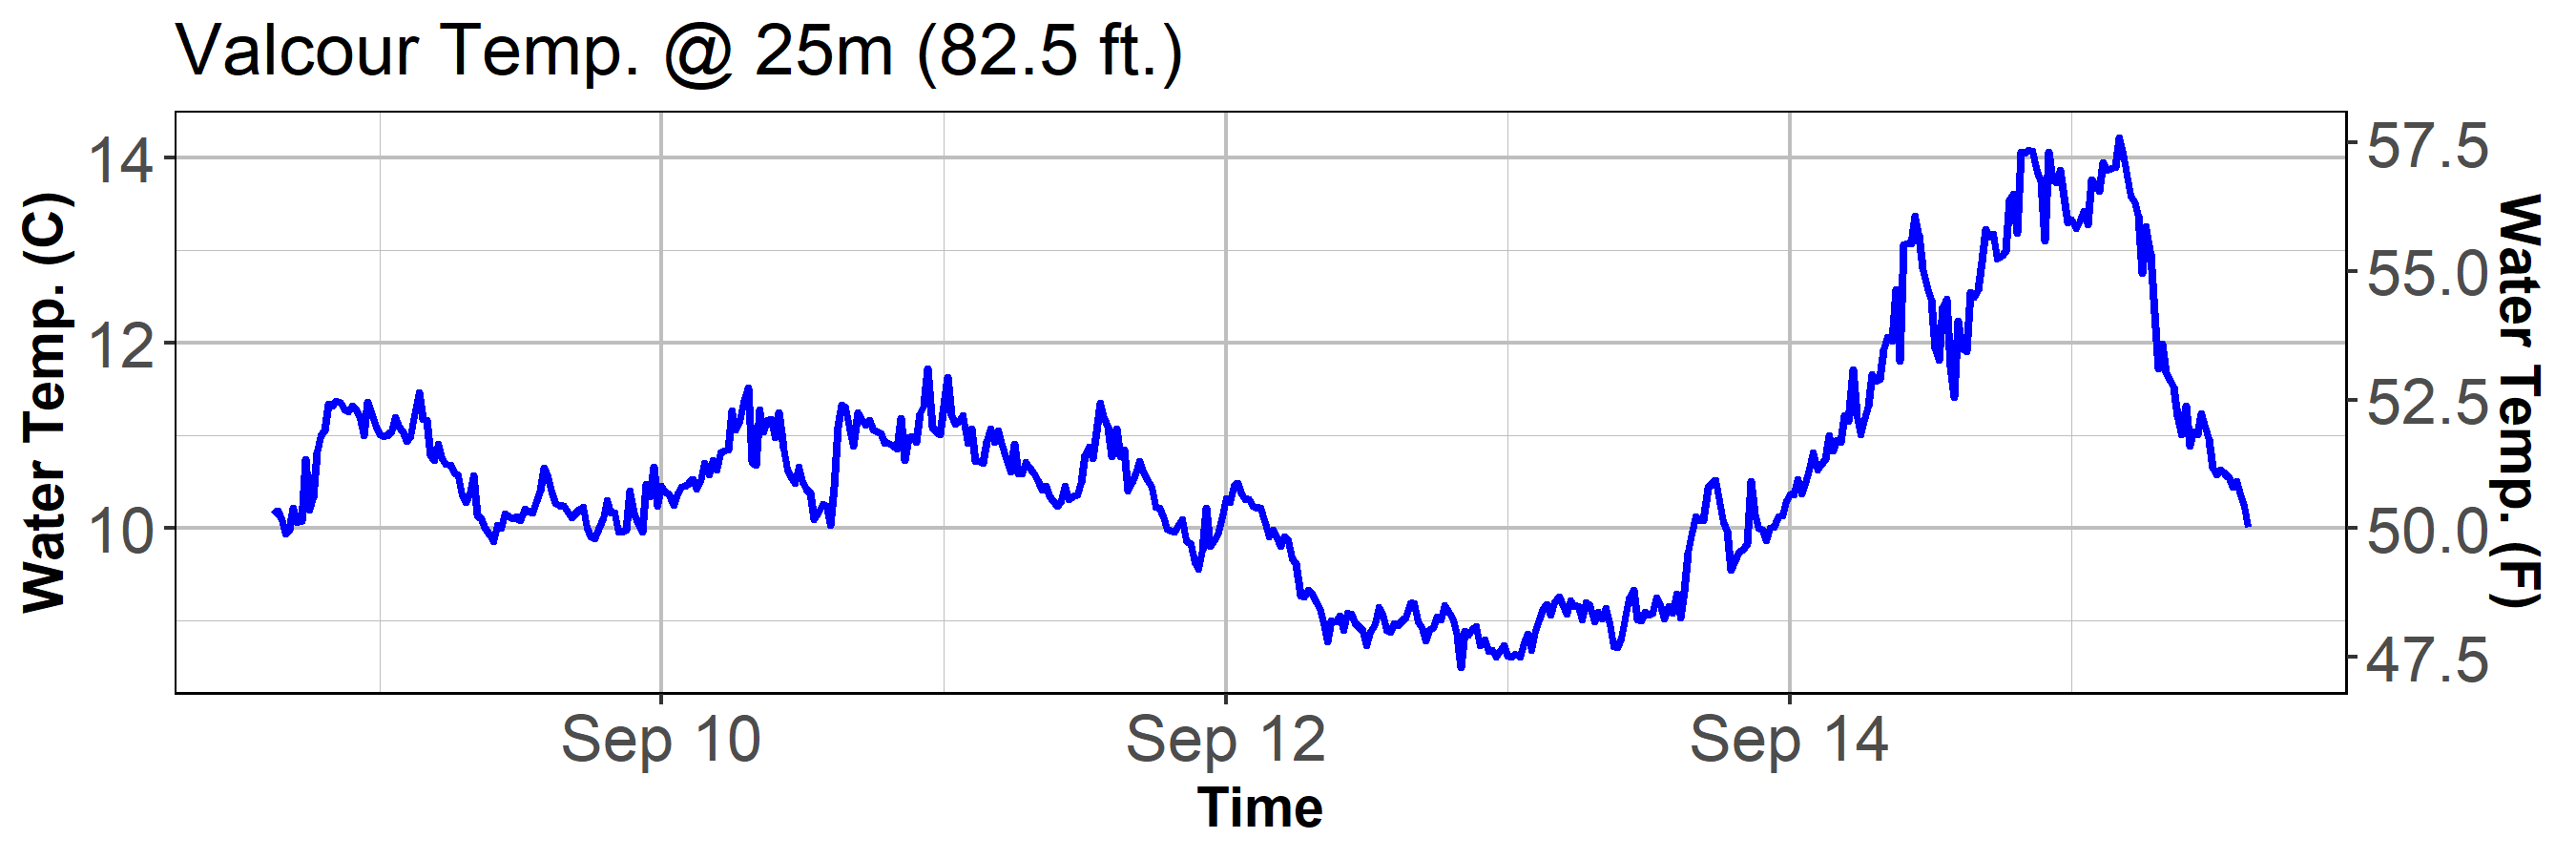 Valcour Temp. @ 25m (82.5 ft.)
14
12
10
Water Temp. (C)
57.5
55.0
52.5
50.0
47.5
Water Temp. (F)
Sep 10
Sep 12
Sep 14
Time